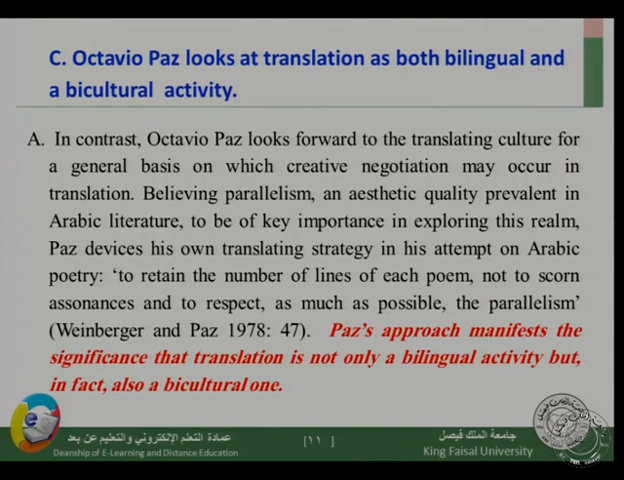 C. Octavio Paz looks at translation as both bilingual and
a bicultural activity.
A. In contrast, Octavio Paz looks forward to the translating culture for
a general basis on which creative negotiation may occur in
translation. Believing parallelism, an aesthetic quality prevalent in
Arabic literature, to be of key importance in exploring this realm,
Paz devices his own translating strategy in his attempt on Arabic
poetry: ‘to retain the number of lines of each poem, not to scorn
assonances and to respect, as much as possible, the parallelism’
(Weinberger and Paz 1978: 47). Paz’s approach manifests the
significance that translation is not only a bilingual activity but,
in fact, also a bicultural one.
عمادة التعلم الإلكتروني والتعليم عن بعد
Deanship of E-Learning and Distance Education
[١١ ]
جامعة الملك فيصل
King Faisal University